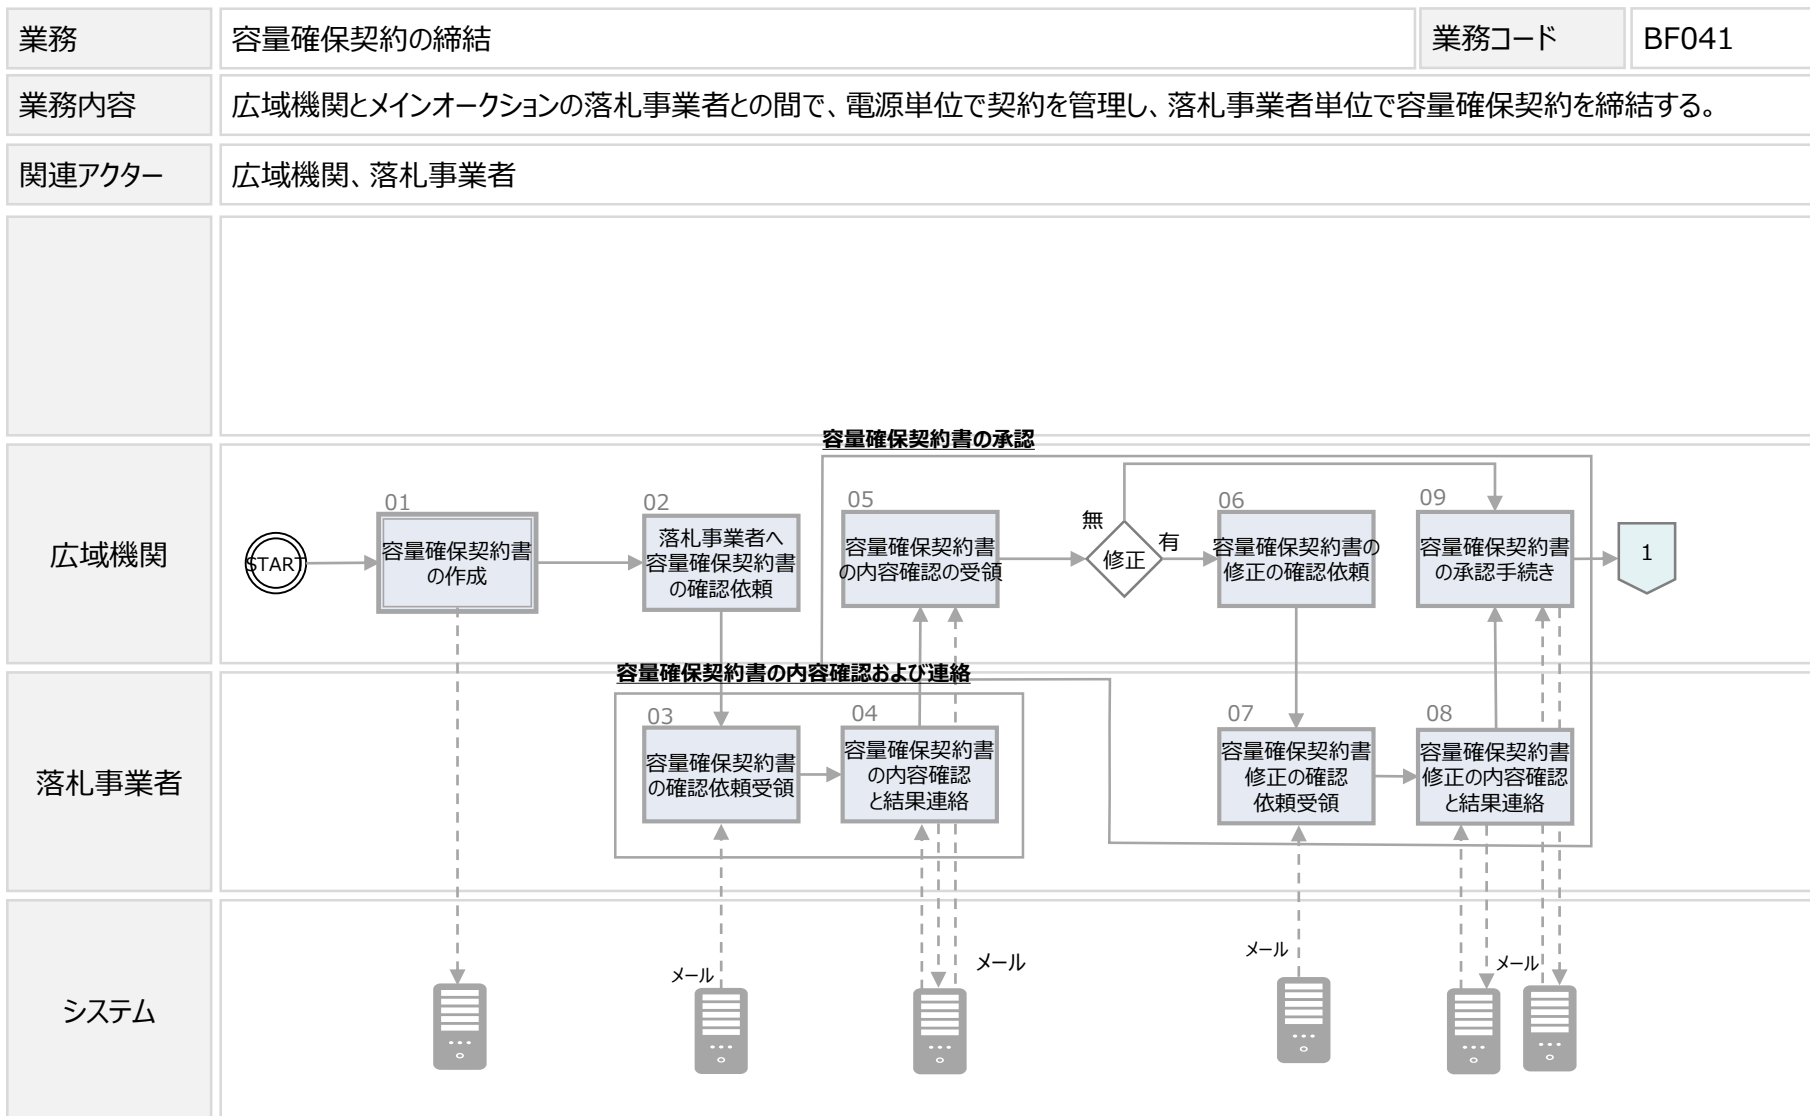 業務
容量確保契約の締結
業務コード
BF041
業務内容
広域機関とメインオークションの落札事業者との間で、電源単位で契約を管理し、落札事業者単位で容量確保契約を締結する。
関連アクター
広域機関、落札事業者
広域機関
容量確保契約書の承認
START
01
容量確保契約書
の作成
02
落札事業者へ
容量確保契約書
の確認依頼
05
容量確保契約書
の内容確認の受領
無
修正
有
06
容量確保契約書の
修正の確認依頼
09
容量確保契約書
の承認手続き
1
落札事業者
容量確保契約書の内容確認および連絡
03
容量確保契約書
の確認依頼受領
04
容量確保契約書
の内容確認
と結果連絡
07
容量確保契約書
修正の確認
依頼受領
08
容量確保契約書
修正の内容確認
と結果連絡
システム
メール
メール
メール
メール